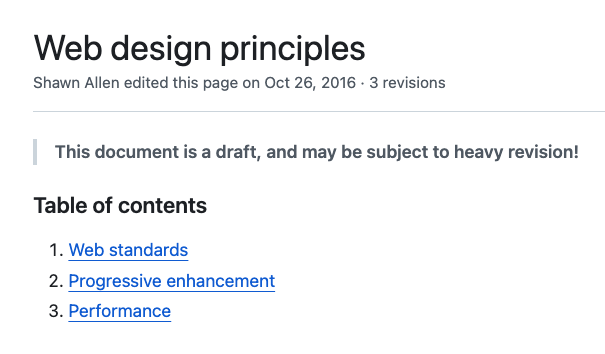 Web design principles
Shawn Allen edited this page on Oct 26, 2016 · 3 revisions
This document is a draft, and may be subject to heavy revision!
Table of contents
1. Web standards
2. Progressive enhancement
3. Performance